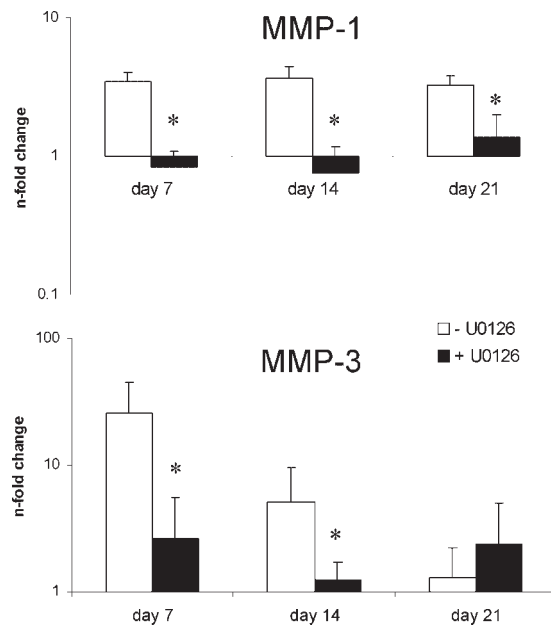 MMP-1
n-fold change
10
1
0.1
*
*
*
day 7
day 14
day 21
- U0126
+ U0126
MMP-3
n-fold change
100
10
1
*
*
day 7
day 14
day 21